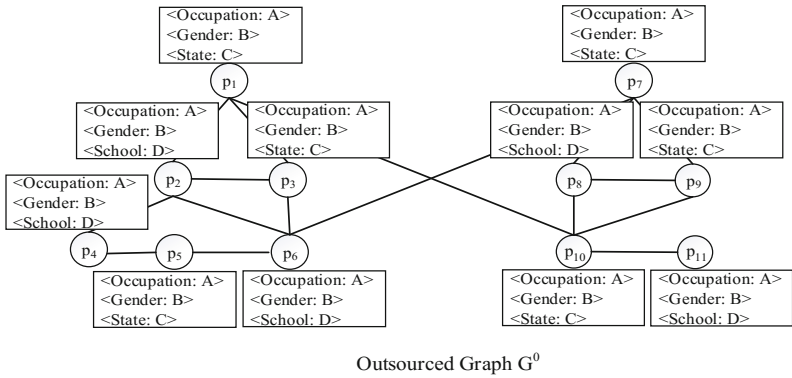 <Occupation: A>
<Gender: B>
<State: C>
p1
<Occupation: A>
<Gender: B>
<State: C>
p7
<Occupation: A>
<Gender: B>
<School: D>
p2
<Occupation: A>
<Gender: B>
<State: C>
p3
<Occupation: A>
<Gender: B>
<School: D>
p8
<Occupation: A>
<Gender: B>
<State: C>
p9
<Occupation: A>
<Gender: B>
<School: D>
p4
p5
p6
p10
p11
<Occupation: A>
<Gender: B>
<State: C>
<Occupation: A>
<Gender: B>
<School: D>
<Occupation: A>
<Gender: B>
<State: C>
<Occupation: A>
<Gender: B>
<School: D>
Outsourced Graph G0